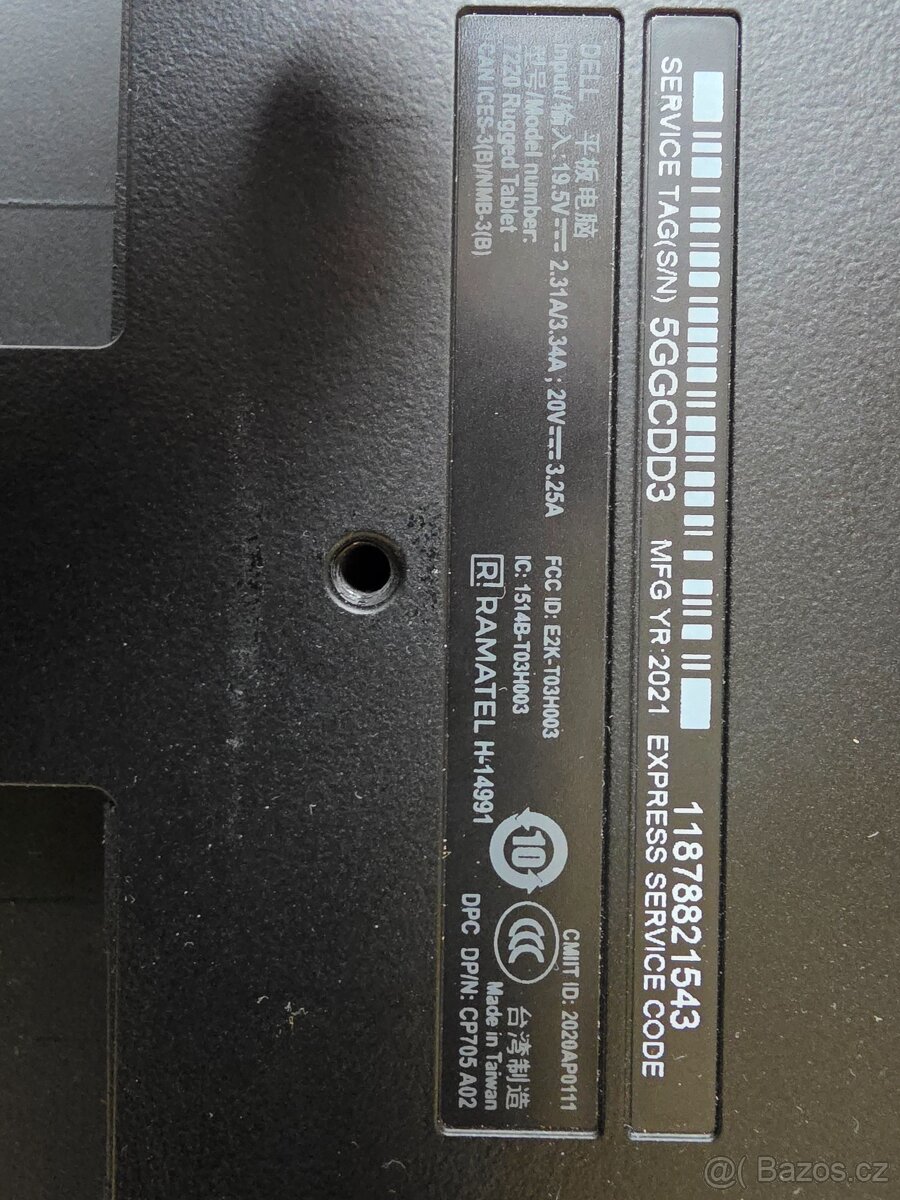 11878821543
SERVICE TAG(S/N) 5GGCDD3 MFG YR:2021 EXPRESS SERVICE CODE
DELL 平板电脑
Input/输入: 19.5V⎓ 2.31A/3.34A ; 20V⎓ 3.25A
型号/Model number:
7220 Rugged Tablet
CAN ICES-3(B)/NMB-3(B)
FCC ID: E2K-T03H003
IC: 1514B-T03H003
R! RAMATEL H-14991
10
CCC
CMIIT ID: 2020AP0111
台湾制造
Made in Taiwan
DPC DP/N: CP705 A02
@( Bazos.cz